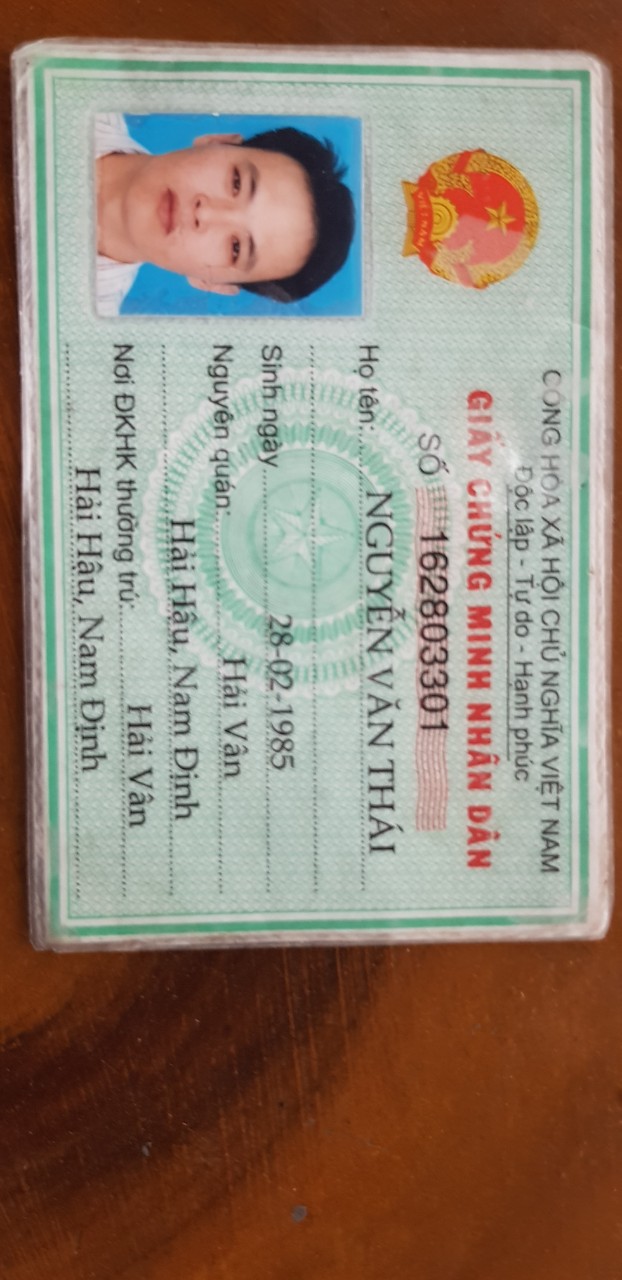 CỘNG HÒA XÃ HỘI CHỦ NGHĨA VIỆT NAM
Độc lập - Tự do - Hạnh phúc
GIẤY CHỨNG MINH NHÂN DÂN
SỐ 162803301
Họ tên: NGUYỄN VĂN THÁI
Sinh ngày 28-02-1985
Nguyên quán: Hải Vân
Hải Hậu, Nam Định
Nơi ĐKHK thường trú: Hải Vân
Hải Hậu, Nam Định
VIỆT NAM